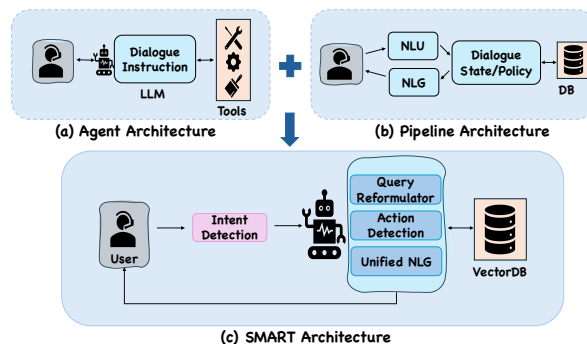 Dialogue
Instruction
LLM
Tools
(a) Agent Architecture
NLU
NLG
Dialogue
State/Policy
DB
(b) Pipeline Architecture
User
Intent
Detection
Query
Reformulator
Action
Detection
Unified NLG
VectorDB
(c) SMART Architecture